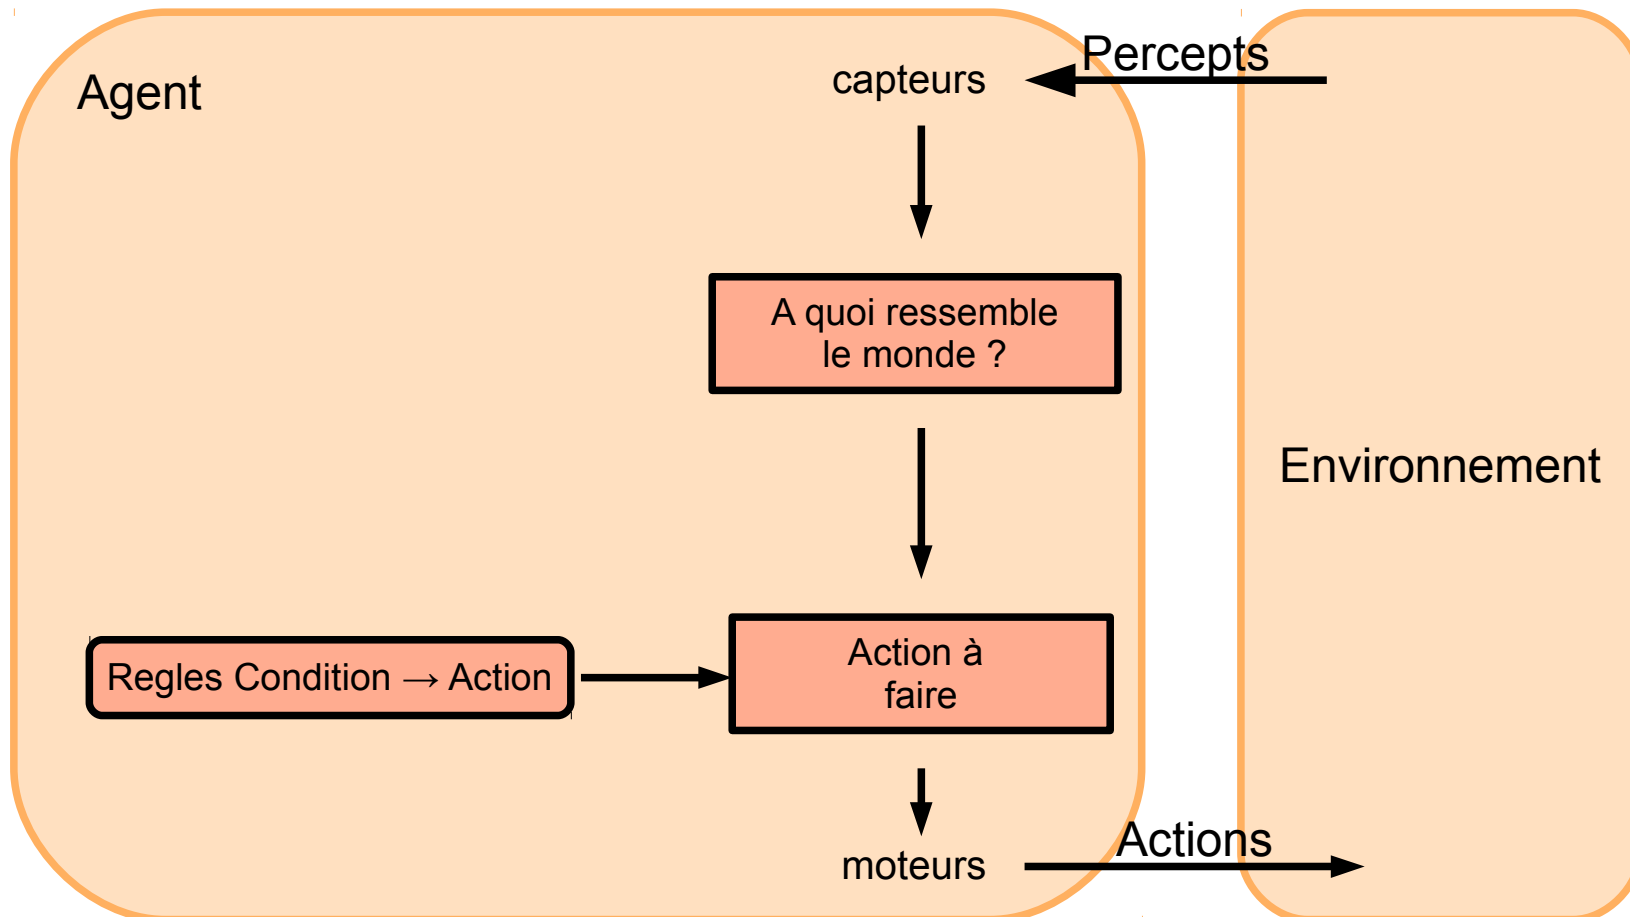 Percepts
capteurs
Agent
A quoi ressemble
le monde ?
Environnement
Action à
faire
Regles Condition → Action
Actions
moteurs